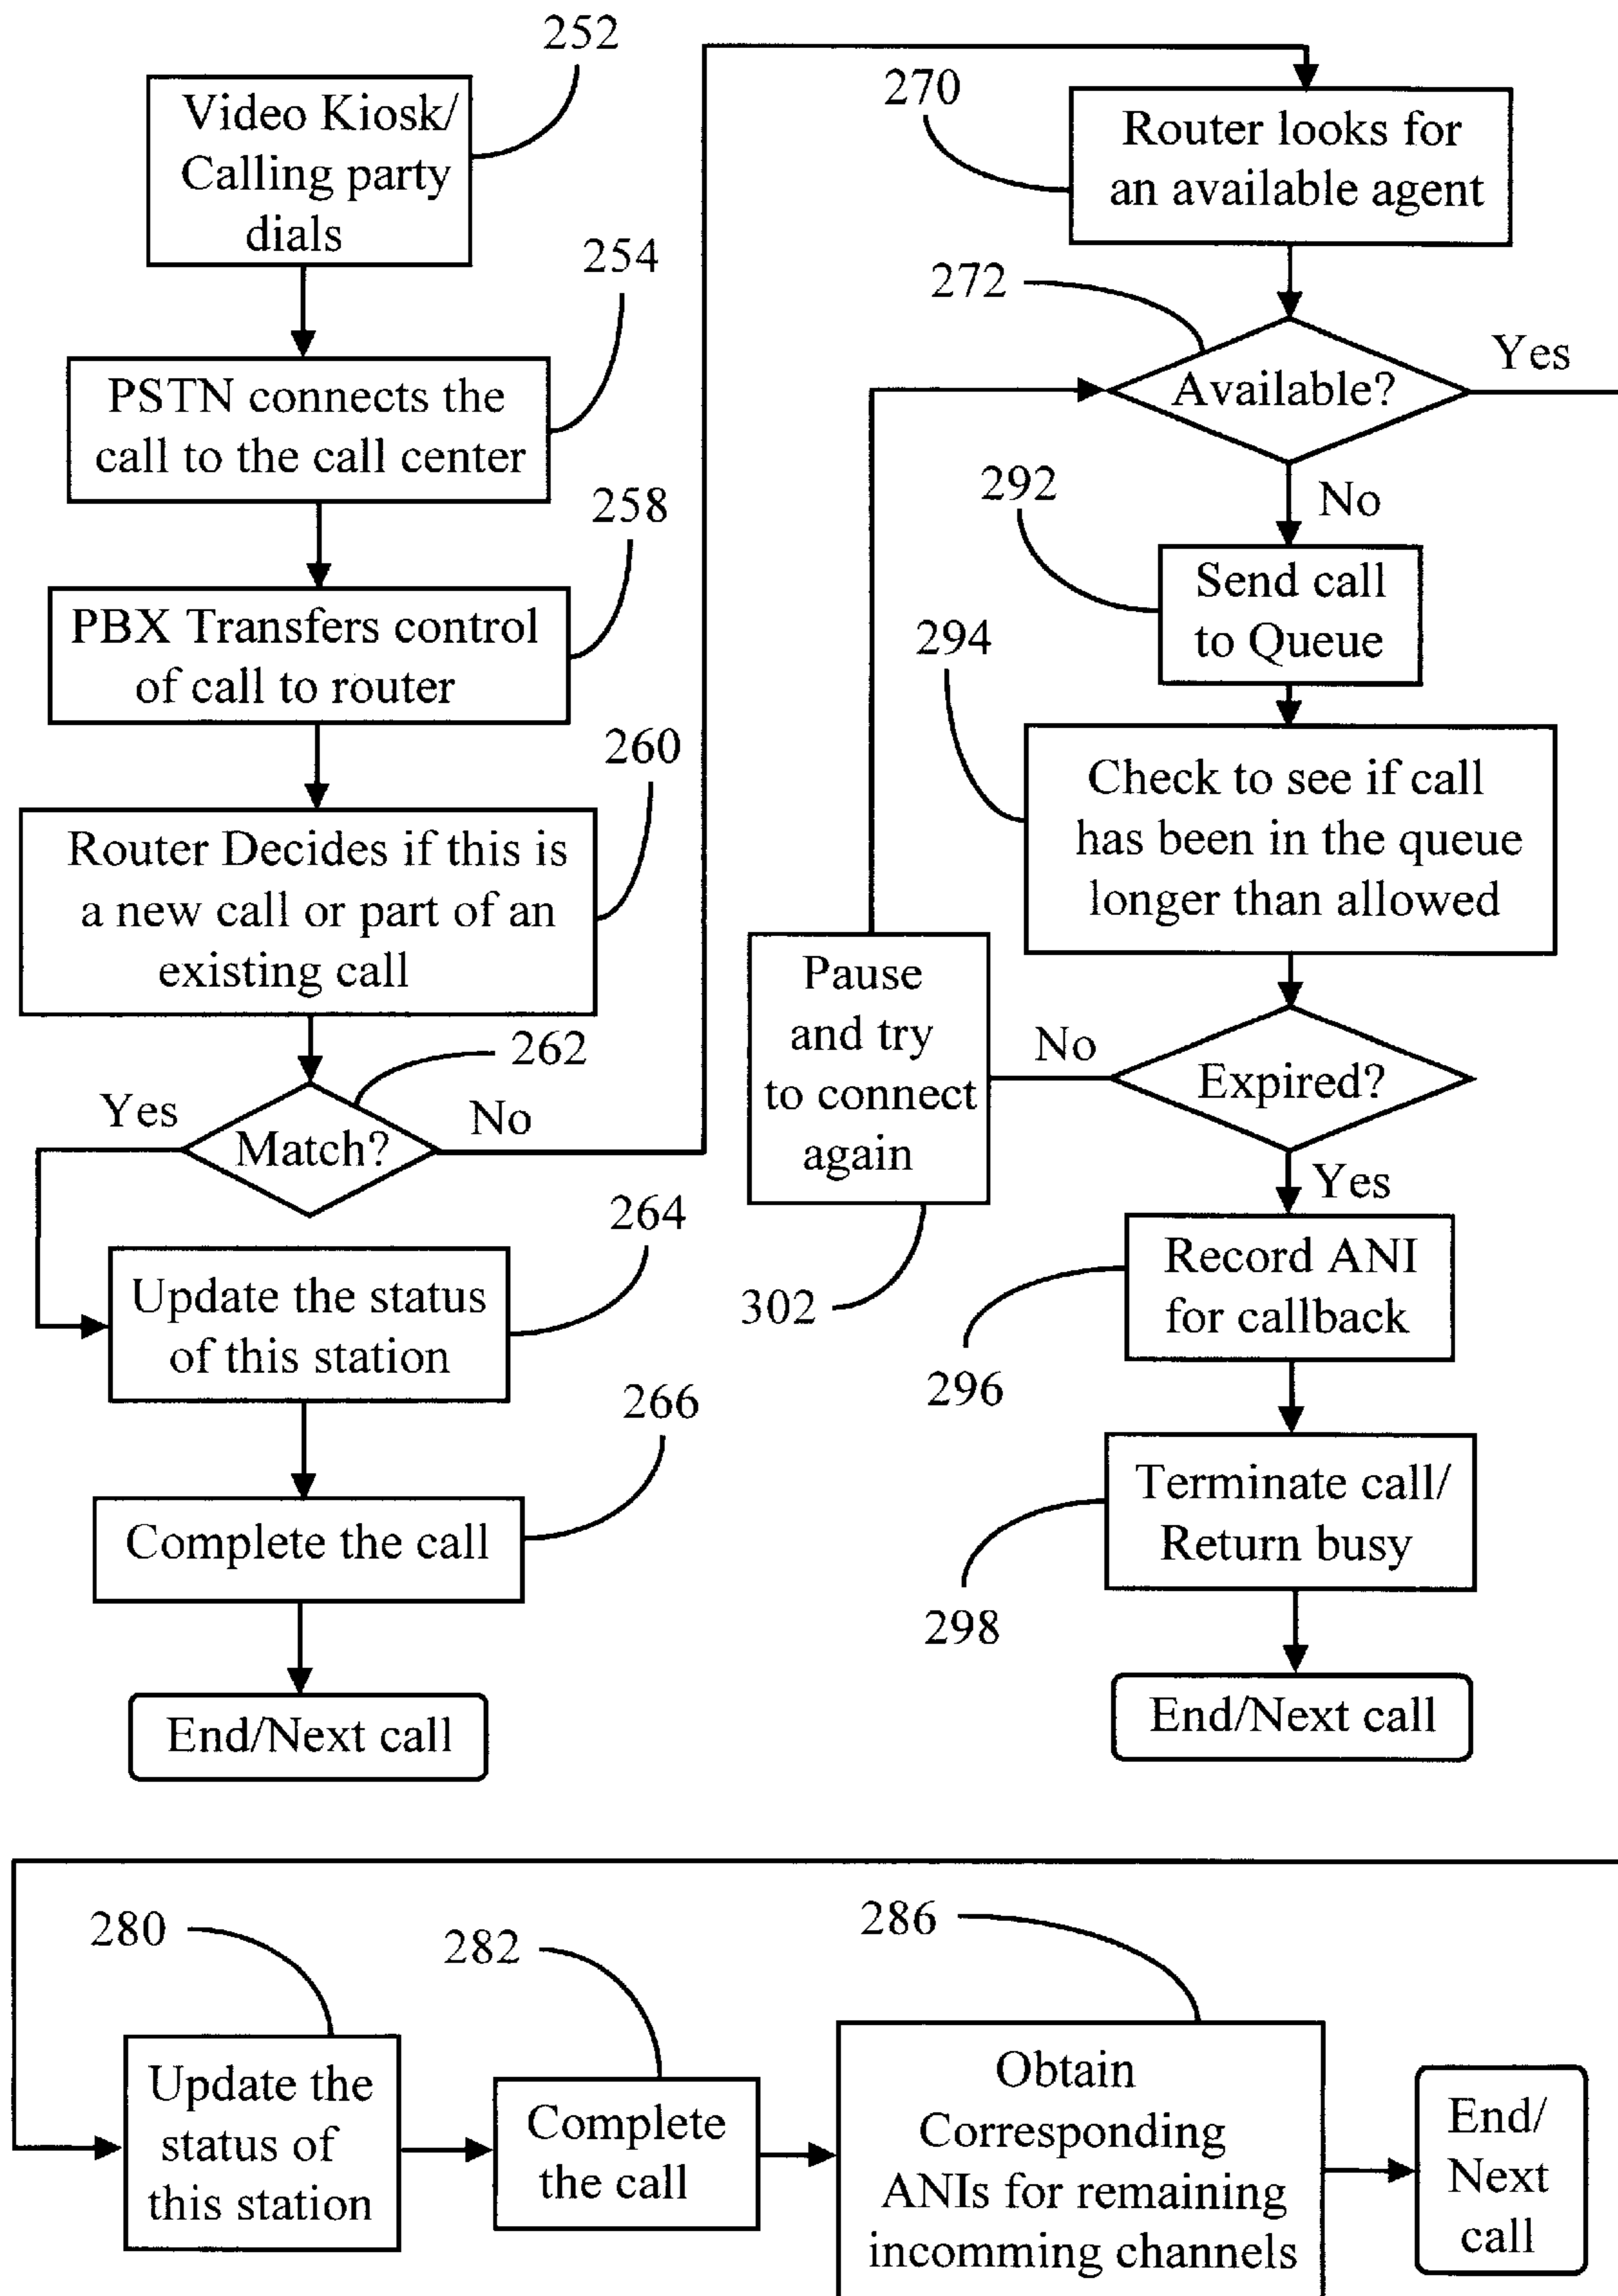 252
Video Kiosk/
Calling party
dials
254
PSTN connects the
call to the call center
258
PBX Transfers control
of call to router
260
Router Decides if this is
a new call or part of an
existing call
262
Yes
Match?
No
264
Update the status
of this station
266
Complete the call
End/Next call
270
Router looks for
an available agent
272
Available?
Yes
No
292
Send call
to Queue
294
Check to see if call
has been in the queue
longer than allowed
Pause
and try
to connect
again
302
No
Expired?
Yes
Record ANI
for callback
296
Terminate call/
Return busy
298
End/Next call
280
Update the
status of
this station
282
Complete
the call
286
Obtain
Corresponding
ANIs for remaining
incomming channels
End/
Next
call